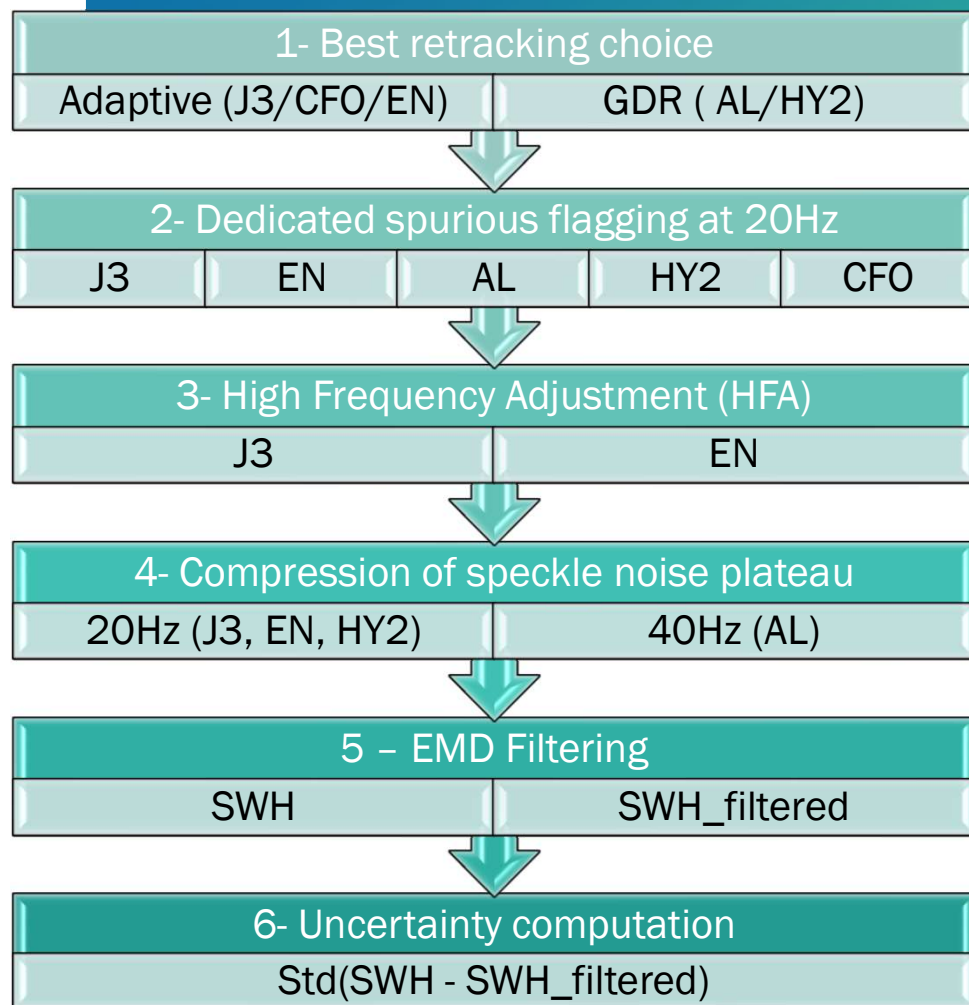 1- Best retracking choice
Adaptive (J3/CFO/EN) GDR ( AL/HY2)
2- Dedicated spurious flagging at 20Hz
J3 EN AL HY2 CFO
3- High Frequency Adjustment (HFA)
J3 EN
4- Compression of speckle noise plateau
20Hz (J3, EN, HY2) 40Hz (AL)
5 – EMD Filtering
SWH SWH_filtered
6- Uncertainty computation
Std(SWH - SWH_filtered)